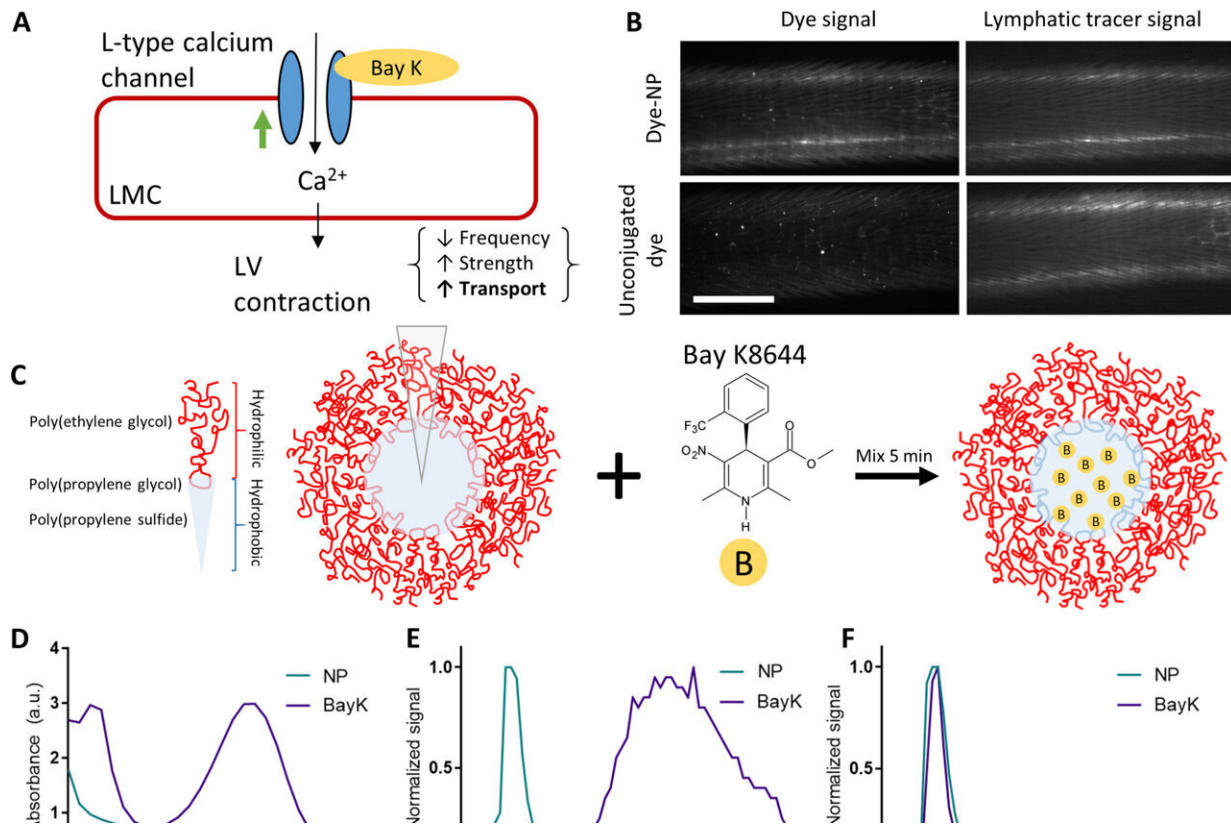 A
L-type calcium
channel
Bay K
Ca2+
LMC
LV
contraction
↓ Frequency
↑ Strength
↑ Transport
B
Dye signal
Lymphatic tracer signal
Dye-NP
Unconjugated
dye
C
Poly(ethylene glycol)
Poly(propylene glycol)
Poly(propylene sulfide)
Hydrophilic
Hydrophobic
+
Bay K8644
F3C
O2N
O
O
N
H
B
Mix 5 min
B
B
B
B
B
B
B
B
B
B
D
4
3
2
1
Absorbance (a.u.)
NP
BayK
E
1.0
0.5
Normalized signal
NP
BayK
F
1.0
0.5
Normalized signal
NP
BayK